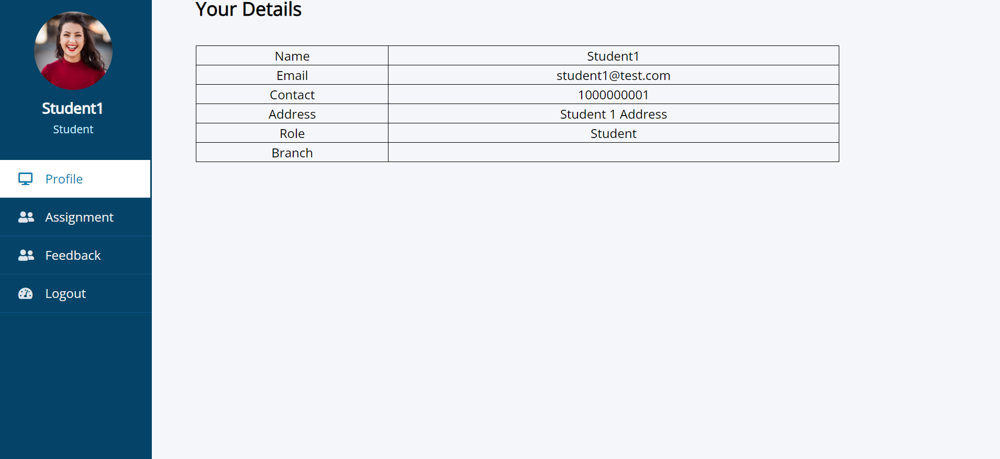 Student1
Student
Profile
Assignment
Feedback
Logout
Your Details
Name Student1
Email student1@test.com
Contact 1000000001
Address Student 1 Address
Role Student
Branch